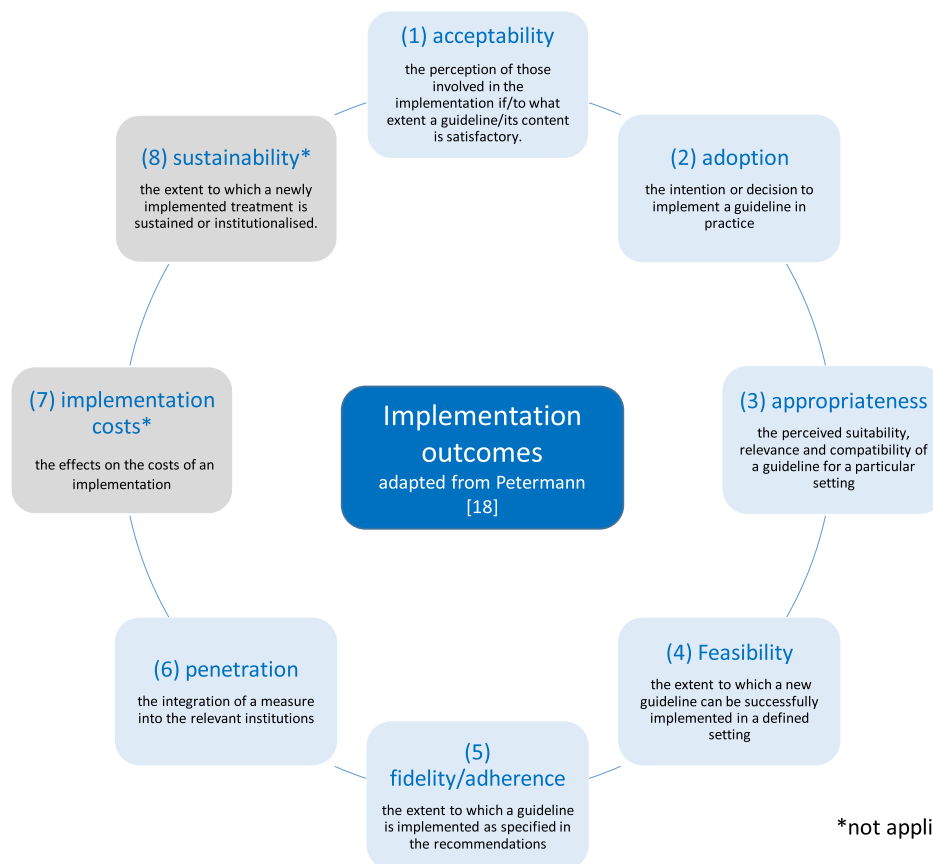 (1) acceptability
the perception of those
involved in the
implementation if/to what
extent a guideline/its content
is satisfactory.
(2) adoption
the intention or decision to
implement a guideline in
practice
(3) appropriateness
the perceived suitability,
relevance and compatibility of
a guideline for a particular
setting
(4) Feasibility
the extent to which a new
guideline can be successfully
implemented in a defined
setting
(5)
fidelity/adherence
the extent to which a guideline
is implemented as specified in
the recommendations
(6) penetration
the integration of a measure
into the relevant institutions
(7) implementation
costs*
the effects on the costs of an
implementation
(8) sustainability*
the extent to which a newly
implemented treatment is
sustained or institutionalised.
Implementation
outcomes
adapted from Petermann
[18]
*not appli